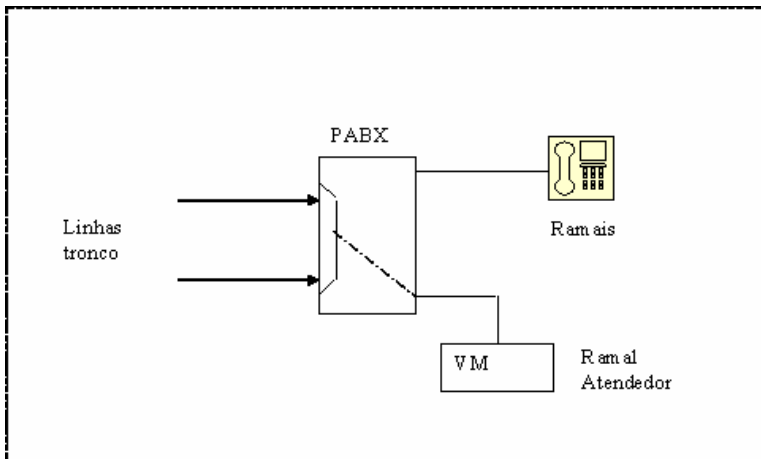 PABX
Linhas
tronco
Ramais
VM
Ramal
Atendedor